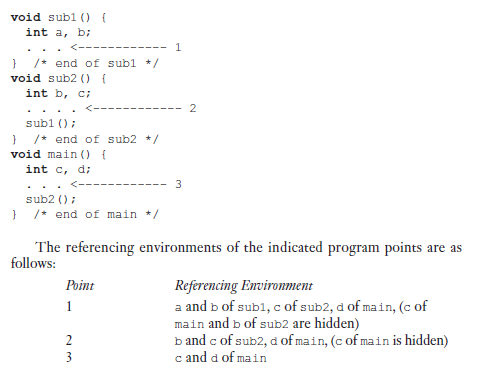 void sub1() {
int a, b;
. . . <------------ 1
} /* end of sub1 */
void sub2() {
int b, c;
. . . . <------------ 2
sub1();
} /* end of sub2 */
void main() {
int c, d;
. . . <------------ 3
sub2();
} /* end of main */
The referencing environments of the indicated program points are as
follows:
Point Referencing Environment
1 a and b of sub1, c of sub2, d of main, (c of
main and b of sub2 are hidden)
2 b and c of sub2, d of main, (c of main is hidden)
3 c and d of main